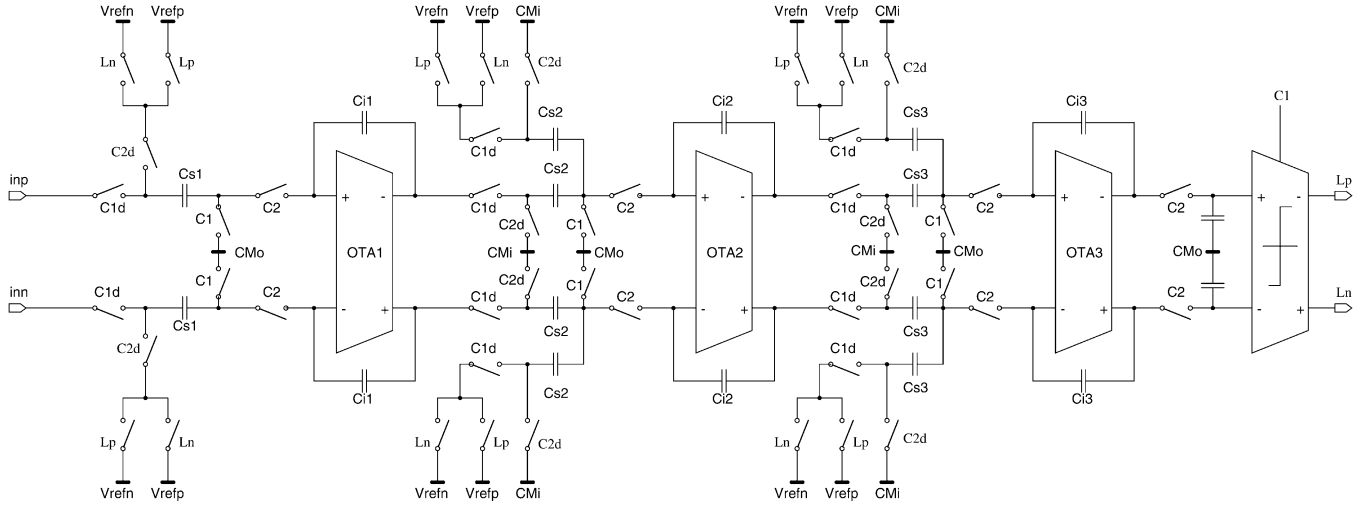 Vrefn Vrefp Vrefn Vrefp CMi Vrefn Vrefp CMi
Ln Lp Lp Ln C2d Lp Ln C2d
Ci1 Cs2 Ci2 Cs3 Ci3 C1
C2d C1d C1d
inp Cs1 Cs2 Cs3 Lp
C1d C2 + - C1d C2 + - C1d C2 + - C2 + -
C1 C2d C1 C2d C1
CMo OTA1 CMi CMo OTA2 CMi CMo OTA3 CMo
C1 C2d C1 C2d C1
inn C1d C2 C1d C2 C1d C2 C2 Ln
Cs1 - + Cs2 - + Cs3 - + - +
C2d C1d C1d
Ci1 Cs2 Ci2 Cs3 Ci3
Lp Ln Ln Lp C2d Ln Lp C2d
Vrefn Vrefp Vrefn Vrefp CMi Vrefn Vrefp CMi